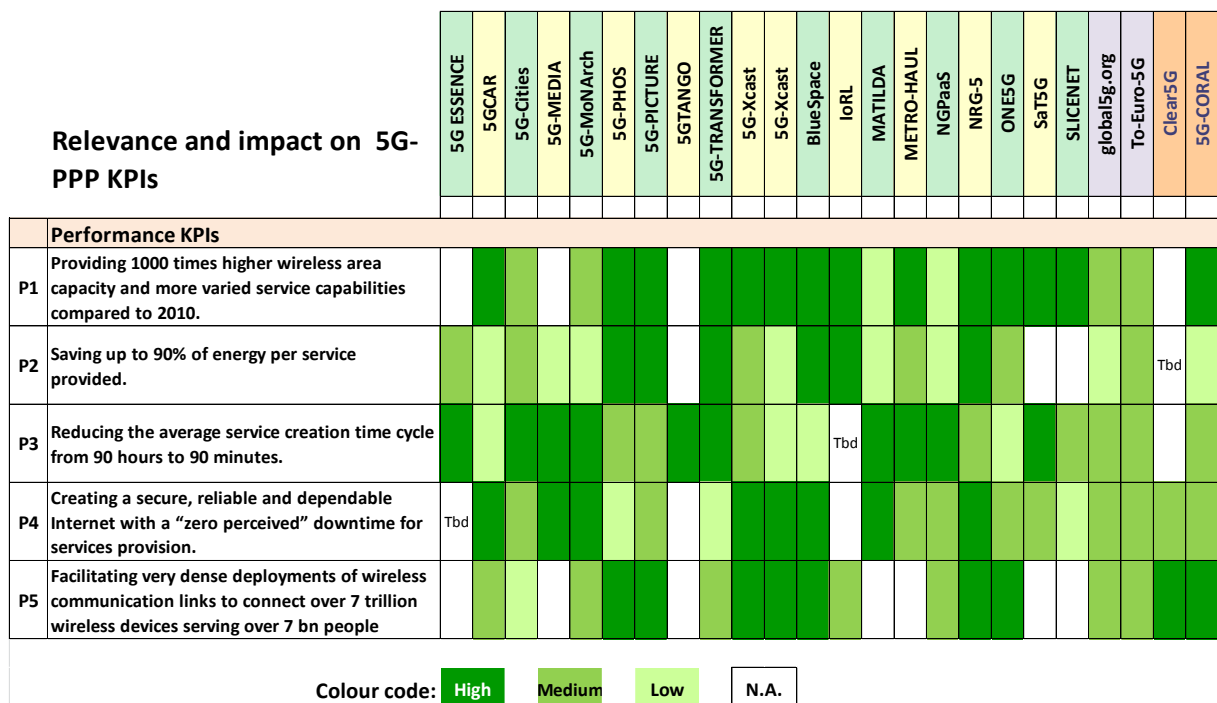 Relevance and impact on 5G-
PPP KPIs
5G ESSENCE
5GCAR
5G-Cities
5G-MEDIA
5G-MoNArch
5G-PHOS
5G-PICTURE
5GTANGO
5G-TRANSFORMER
5G-Xcast
5G-Xcast
BlueSpace
IoRL
MATILDA
METRO-HAUL
NGPaaS
NRG-5
ONE5G
SaT5G
SLICENET
global5g.org
To-Euro-5G
Clear5G
5G-CORAL
Performance KPIs
P1
Providing 1000 times higher wireless area
capacity and more varied service capabilities
compared to 2010.
P2
Saving up to 90% of energy per service
provided.
Tbd
P3
Reducing the average service creation time cycle
from 90 hours to 90 minutes.
Tbd
P4
Creating a secure, reliable and dependable
Internet with a “zero perceived” downtime for
services provision.
Tbd
P5
Facilitating very dense deployments of wireless
communication links to connect over 7 trillion
wireless devices serving over 7 bn people
Colour code: High Medium Low N.A.